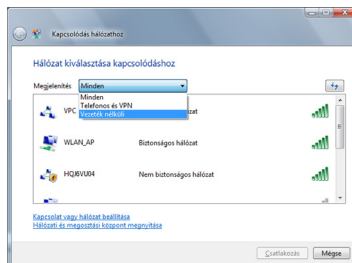 Kapcsolódás hálózathoz
Hálózat kiválasztása kapcsolódáshoz
Megjelenítés Minden
Minden
Telefonos és VPN
Vezeték nélküli
VPC
WLAN_AP Biztonságos hálózat
HQJ6VU04 Nem biztonságos hálózat
Kapcsolat vagy hálózat beállítása
Hálózati és megosztási központ megnyitása
Csatlakozás Mégse